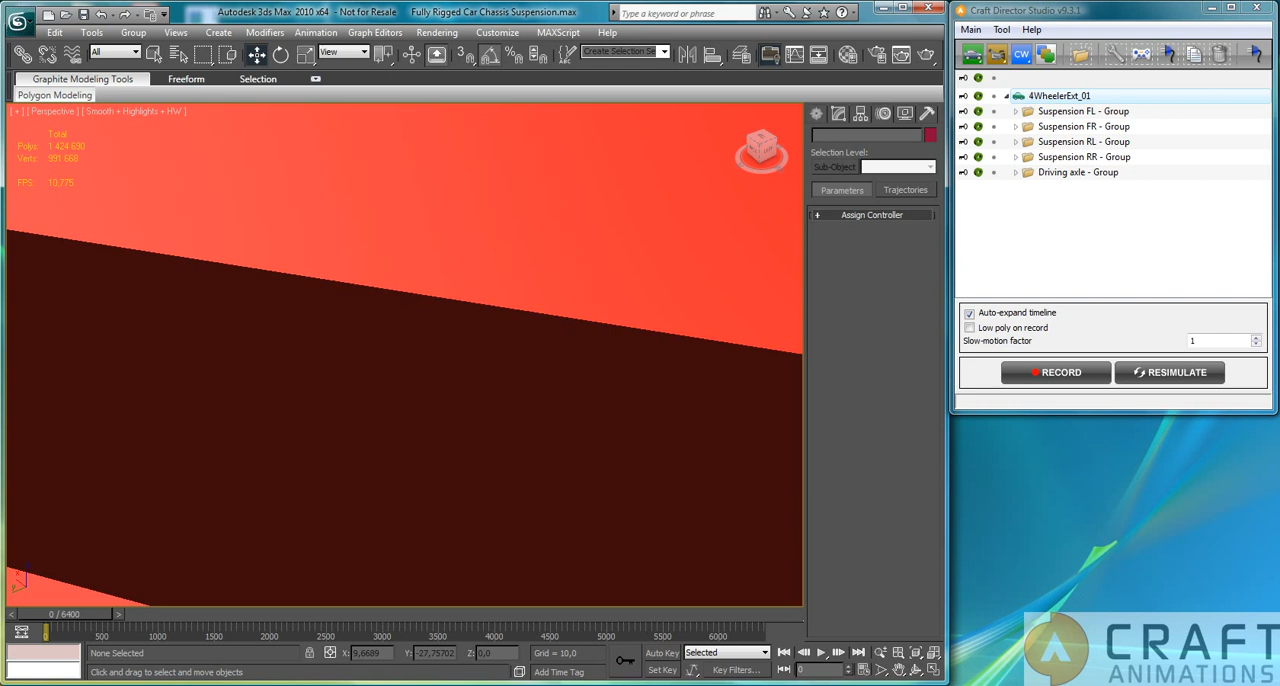 Autodesk 3ds Max 2010 x64 - Not for Resale Fully Rigged Car Chassis Suspension.max
Type a keyword or phrase
Edit Tools Group Views Create Modifiers Animation Graph Editors Rendering Customize MAXScript Help
All View Create Selection Se
Graphite Modeling Tools Freeform Selection
Polygon Modeling
[ + ] [ Perspective ] [ Smooth + Highlights + HW ]
Total
Polys: 1 424 690
Verts: 991 668
FPS: 10,775
Selection Level:
Sub-Object
Parameters Trajectories
+ Assign Controller
0 / 6400
0 500 1000 1500 2000 2500 3000 3500 4000 4500 5000 5500 6000
None Selected X: 9,6689 Y: -27,75702 Z: 0,0 Grid = 10,0 Auto Key Selected
Click and drag to select and move objects Add Time Tag Set Key Key Filters... 0
Craft Director Studio v9.3.1
Main Tool Help
CW
4WheelerExt_01
Suspension FL - Group
Suspension FR - Group
Suspension RL - Group
Suspension RR - Group
Driving axle - Group
Auto-expand timeline
Low poly on record
Slow-motion factor 1
RECORD RESIMULATE
CRAFT
ANIMATIONS